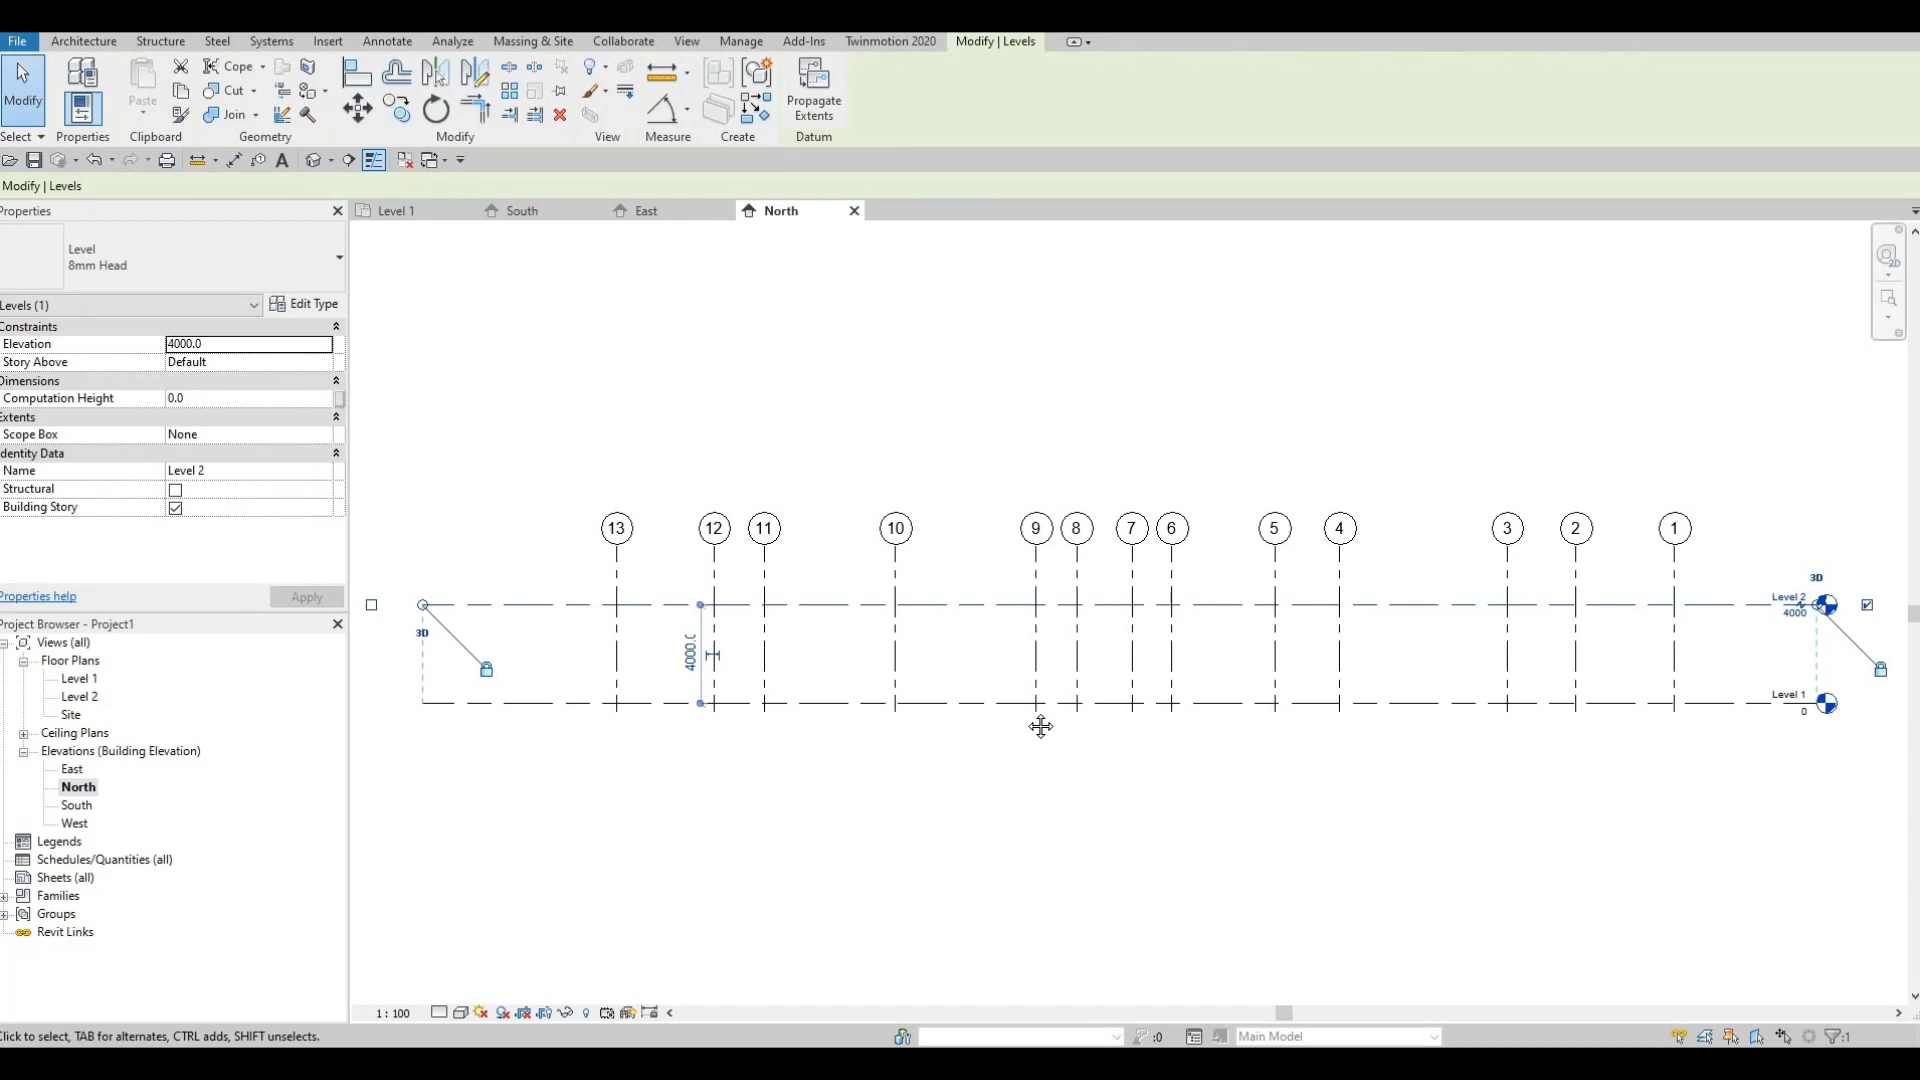 File Architecture Structure Steel Systems Insert Annotate Analyze Massing & Site Collaborate View Manage Add-Ins Twinmotion 2020 Modify | Levels
Modify Paste Cope Cut Join Propagate Extents
Select Properties Clipboard Geometry Modify View Measure Create Datum
Modify | Levels
Properties
Level 1 South East North
Level
8mm Head
Levels (1) Edit Type
Constraints
Elevation 4000.0
Story Above Default
Dimensions
Computation Height 0.0
Extents
Scope Box None
Identity Data
Name Level 2
Structural
Building Story
Properties help Apply
Project Browser - Project1
Views (all)
Floor Plans
Level 1
Level 2
Site
Ceiling Plans
Elevations (Building Elevation)
East
North
South
West
Legends
Schedules/Quantities (all)
Sheets (all)
Families
Groups
Revit Links
13 12 11 10 9 8 7 6 5 4 3 2 1
3D
Level 2
4000
3D
4000.0
Level 1
0
2D
1 : 100
Click to select, TAB for alternates, CTRL adds, SHIFT unselects.
:0
Main Model
:1